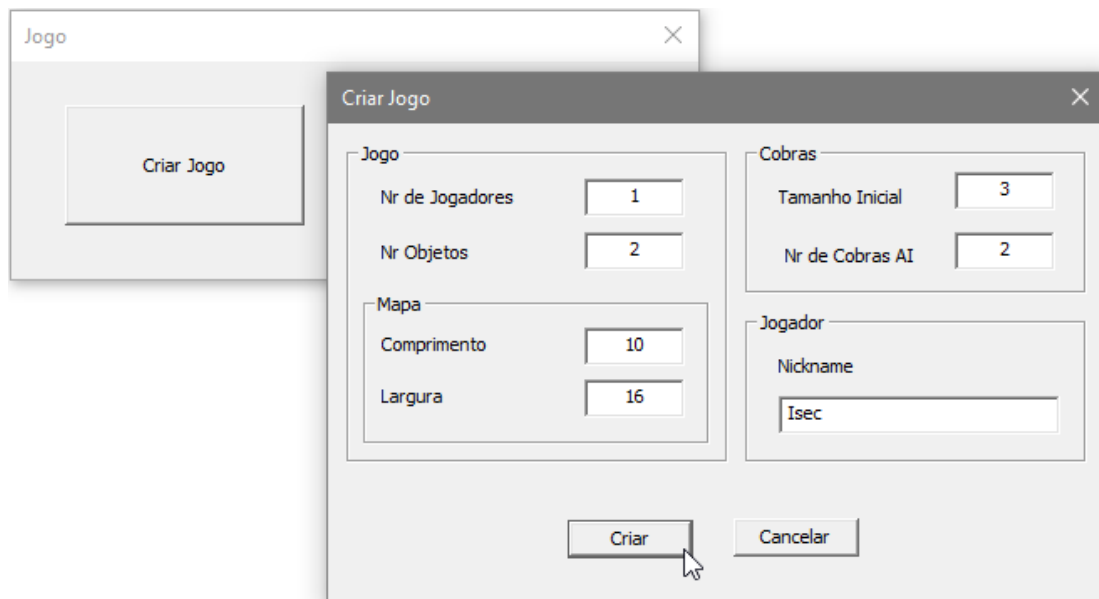 Jogo
Criar Jogo
Criar Jogo
Jogo
Nr de Jogadores 1
Nr Objetos 2
Mapa
Comprimento 10
Largura 16
Cobras
Tamanho Inicial 3
Nr de Cobras AI 2
Jogador
Nickname
Isec
Criar
Cancelar